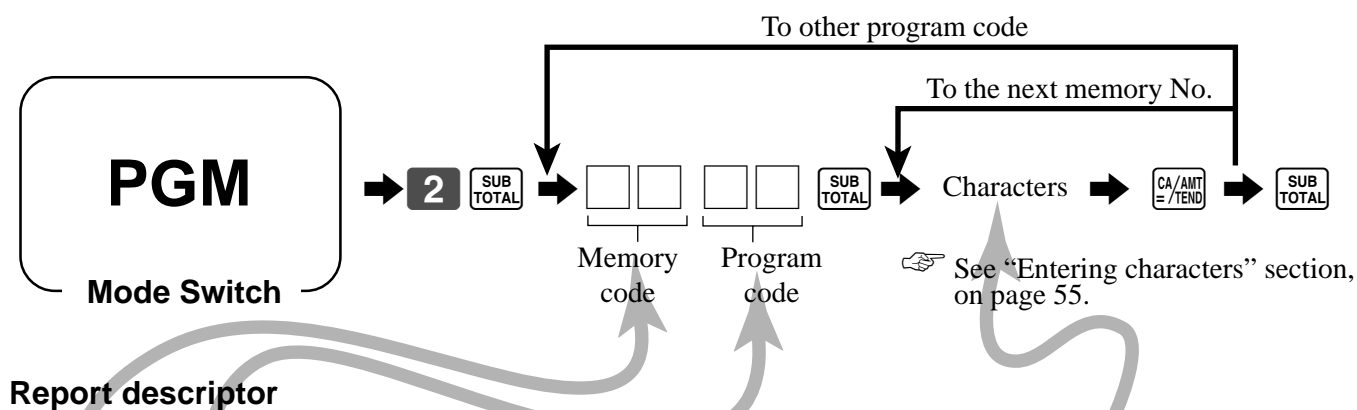 To other program code
To the next memory No.
PGM
2 SUB TOTAL SUB TOTAL Characters CA/AMT = /TEND SUB TOTAL
Memory code
Program code
Mode Switch
☞ See “Entering characters” section,
on page 55.
Report descriptor